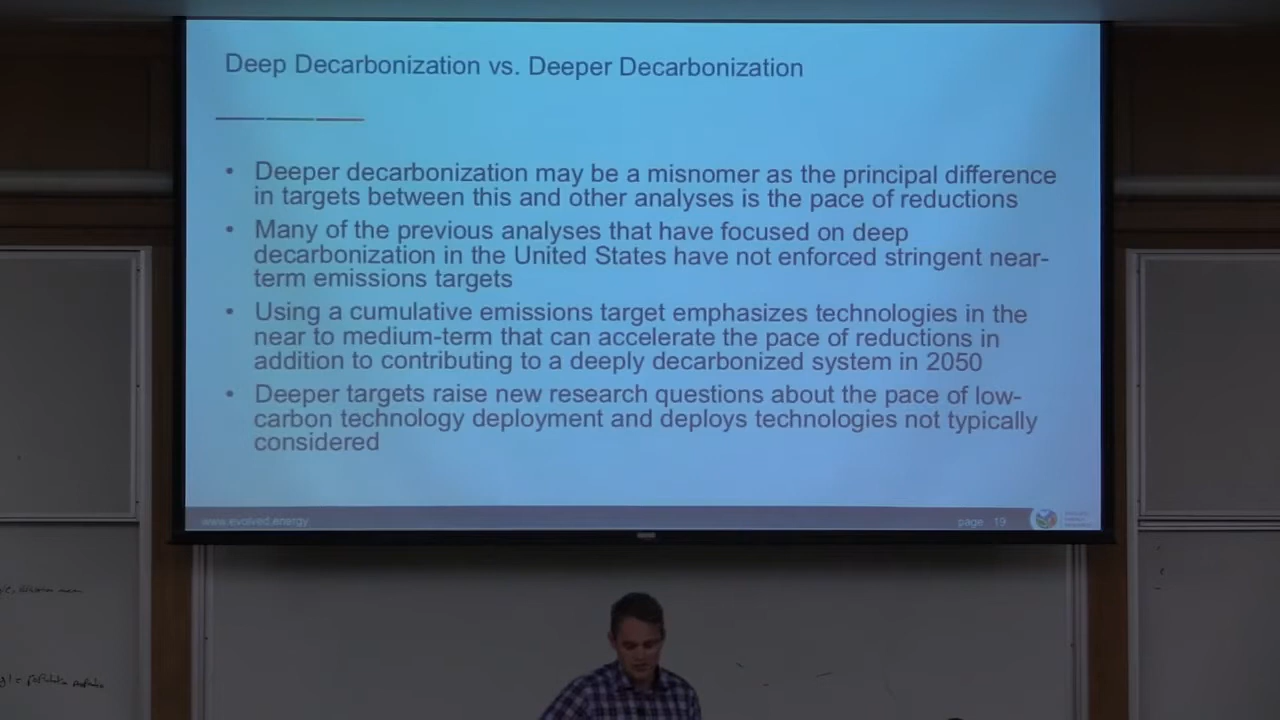 Deep Decarbonization vs. Deeper Decarbonization
• Deeper decarbonization may be a misnomer as the principal difference
in targets between this and other analyses is the pace of reductions
• Many of the previous analyses that have focused on deep
decarbonization in the United States have not enforced stringent near-
term emissions targets
• Using a cumulative emissions target emphasizes technologies in the
near to medium-term that can accelerate the pace of reductions in
addition to contributing to a deeply decarbonized system in 2050
• Deeper targets raise new research questions about the pace of low-
carbon technology deployment and deploys technologies not typically
considered
www.evolved.energy
page 19